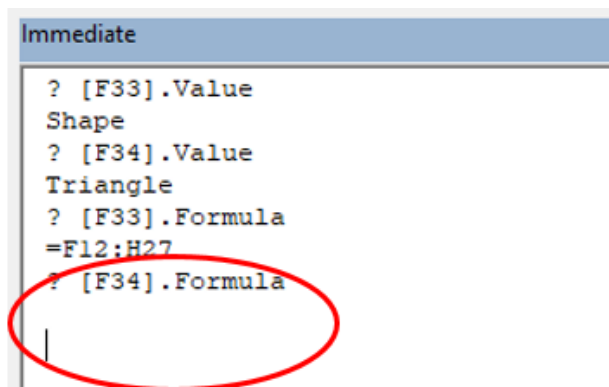 Immediate
? [F33].Value
Shape
? [F34].Value
Triangle
? [F33].Formula
=F12:H27
? [F34].Formula